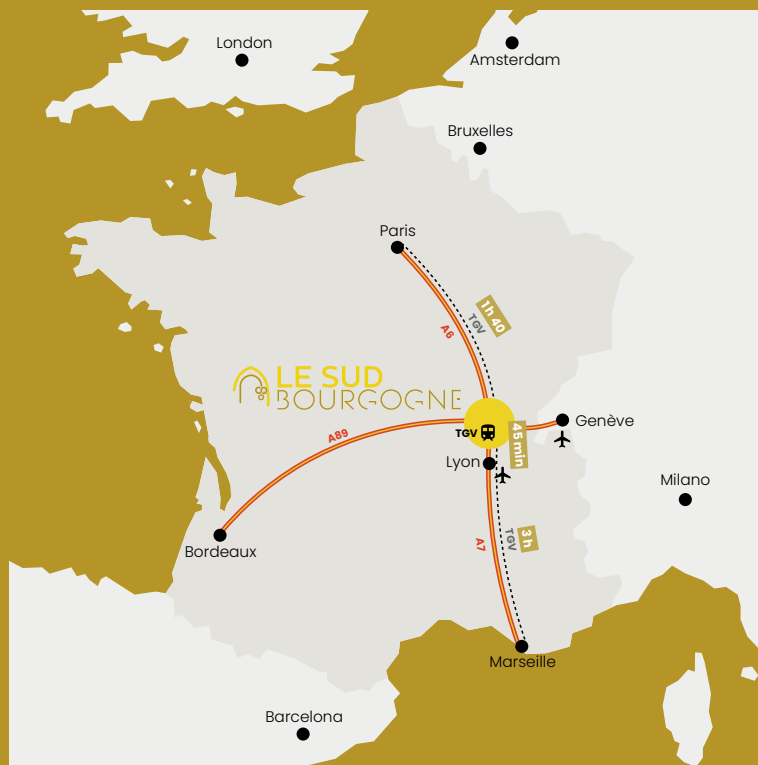 London
Amsterdam
Bruxelles
Paris
1h 40
TGV
A6
LE SUD
BOURGOGNE
A89
TGV
45 min
Genève
Lyon
Milano
Bordeaux
A7
TGV
3 h
Marseille
Barcelona